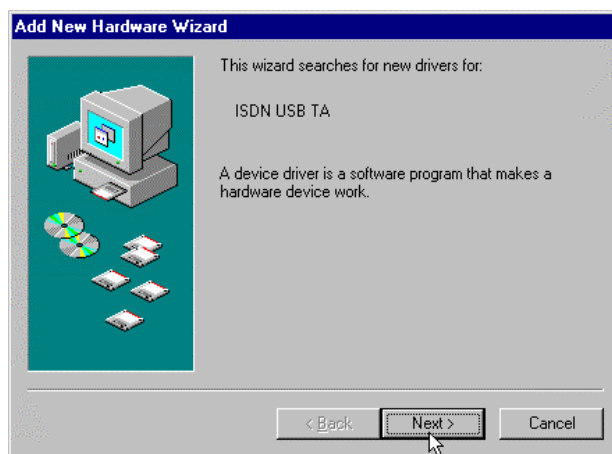 Add New Hardware Wizard
This wizard searches for new drivers for:
ISDN USB TA
A device driver is a software program that makes a
hardware device work.
< Back
Next >
Cancel